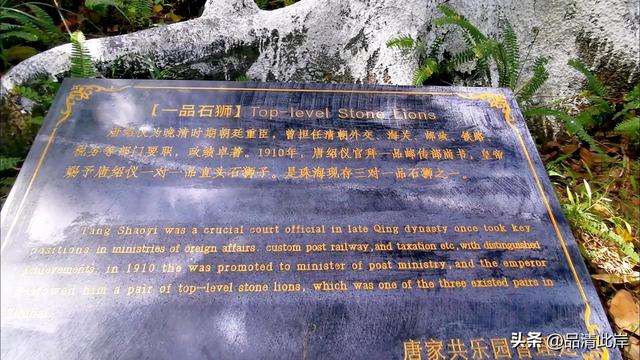 【一品石狮】Top-level Stone Lions
唐绍仪为晚清时期朝廷重臣，曾担任清朝外交、海关、邮政、铁路、
税务等部门要职，政绩卓著。1910年，唐绍仪官拜一品邮传部尚书，皇帝
赐予唐绍仪一对一品直头石狮子。是珠海现存三对一品石狮之一。
Tang Shaoyi was a crucial court official in late Qing dynasty once took key
positions in ministries of oreign affairs. custom post railway, and taxation etc, with distinguished
achievements. in 1910 the was promoted to minister of post ministry, and the emperor
bestowed him a pair of top-level stone lions, which was one of the three existed pairs in
唐家共乐园
头条 @品清此岸